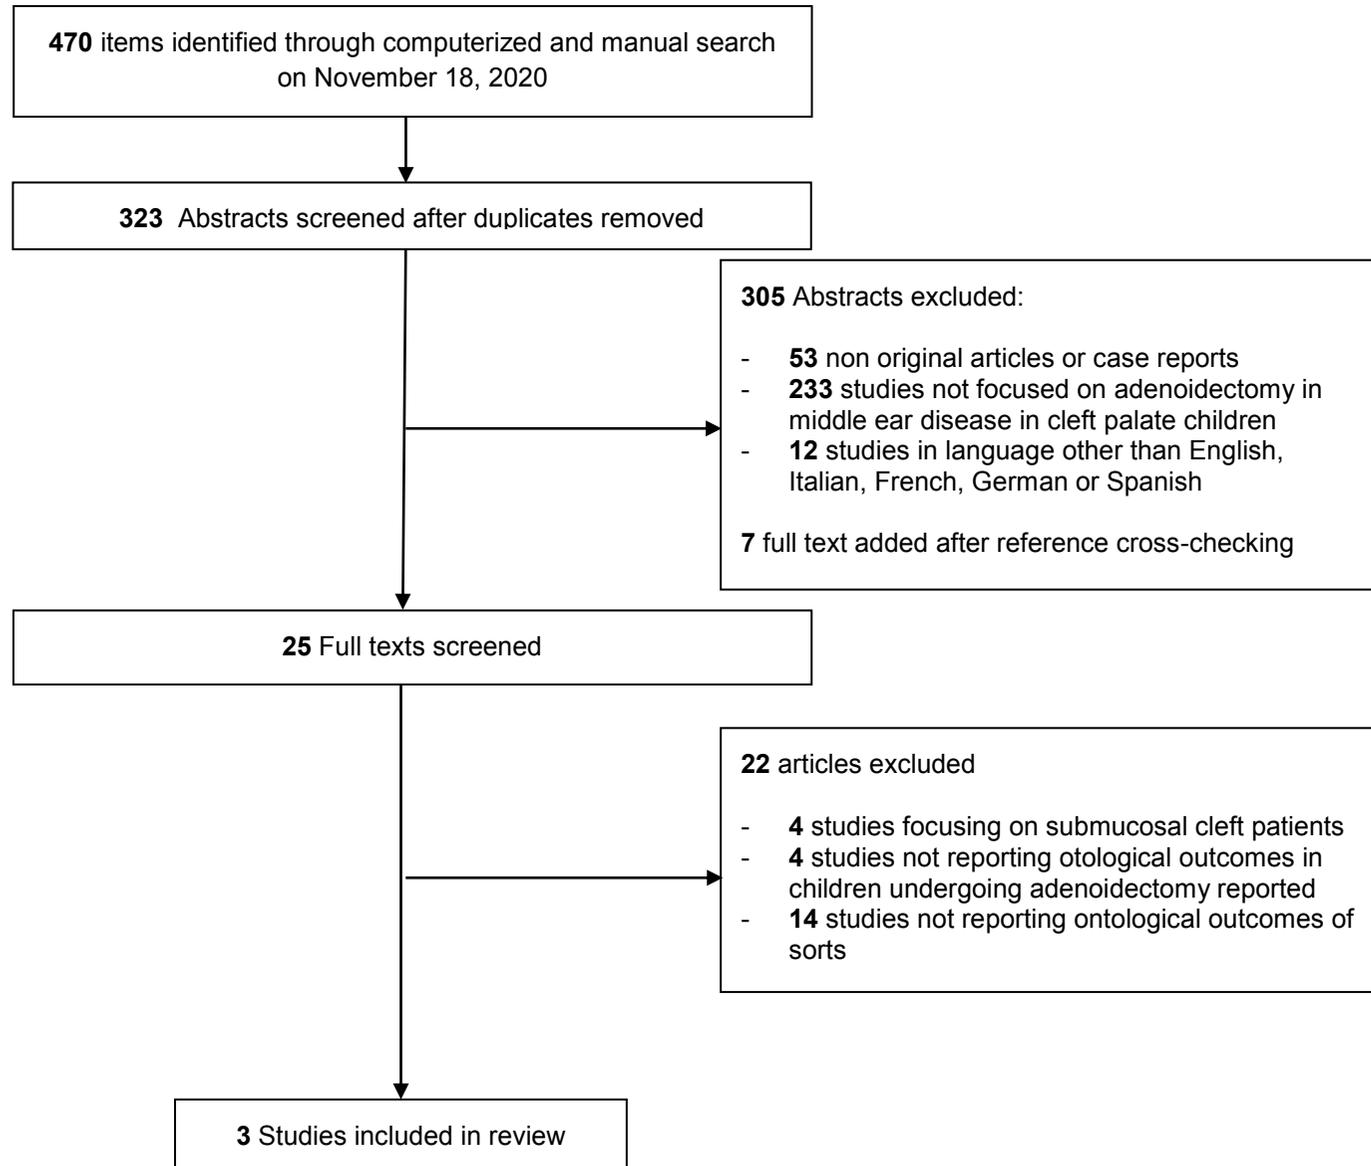 470 items identified through computerized and manual search
on November 18, 2020
323 Abstracts screened after duplicates removed
305 Abstracts excluded:
- 53 non original articles or case reports
- 233 studies not focused on adenoidectomy in
middle ear disease in cleft palate children
- 12 studies in language other than English,
Italian, French, German or Spanish
7 full text added after reference cross-checking
25 Full texts screened
22 articles excluded
- 4 studies focusing on submucosal cleft patients
- 4 studies not reporting otological outcomes in
children undergoing adenoidectomy reported
- 14 studies not reporting ontological outcomes of
sorts
3 Studies included in review